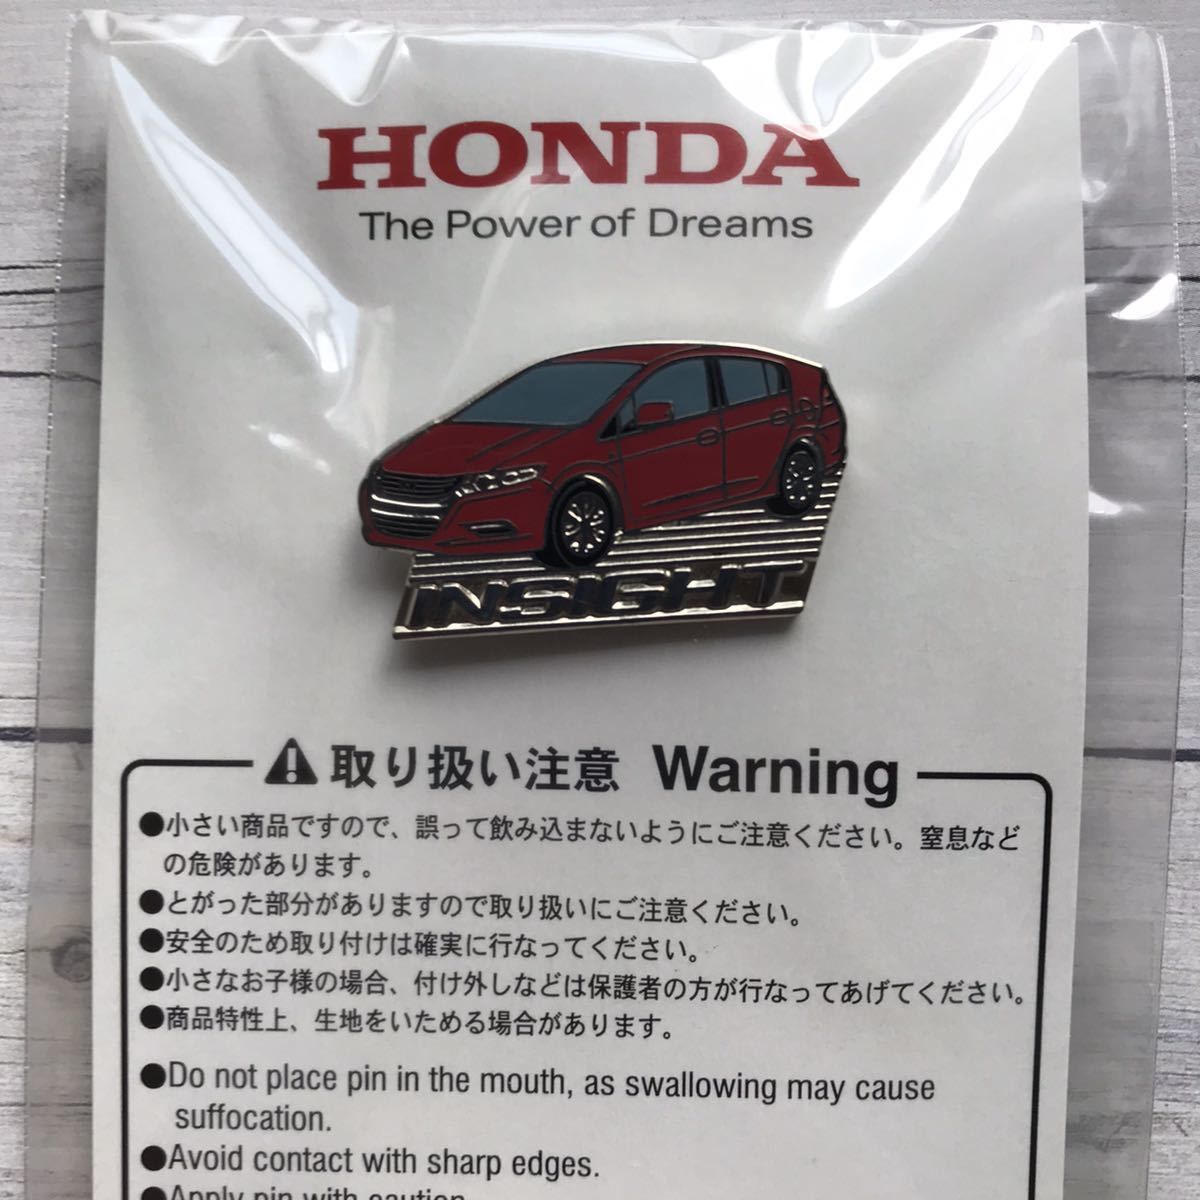 HONDA
The Power of Dreams
INSIGHT
取り扱い注意 Warning
●小さい商品ですので、誤って飲み込まないようにご注意ください。窒息など
の危険があります。
●とがった部分がありますので取り扱いにご注意ください。
●安全のため取り付けは確実に行なってください。
●小さなお子様の場合、付け外しなどは保護者の方が行なってあげてください。
●商品特性上、生地をいためる場合があります。
●Do not place pin in the mouth, as swallowing may cause
suffocation.
●Avoid contact with sharp edges.
●Apply pin with caution.